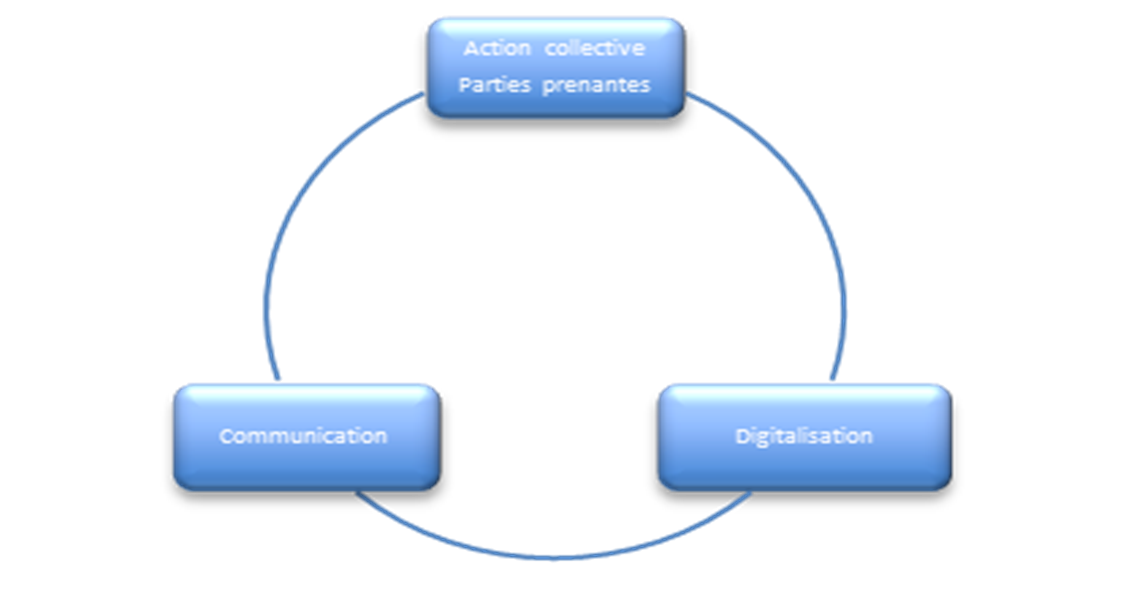 Action collective
Parties prenantes
Communication
Digitalisation